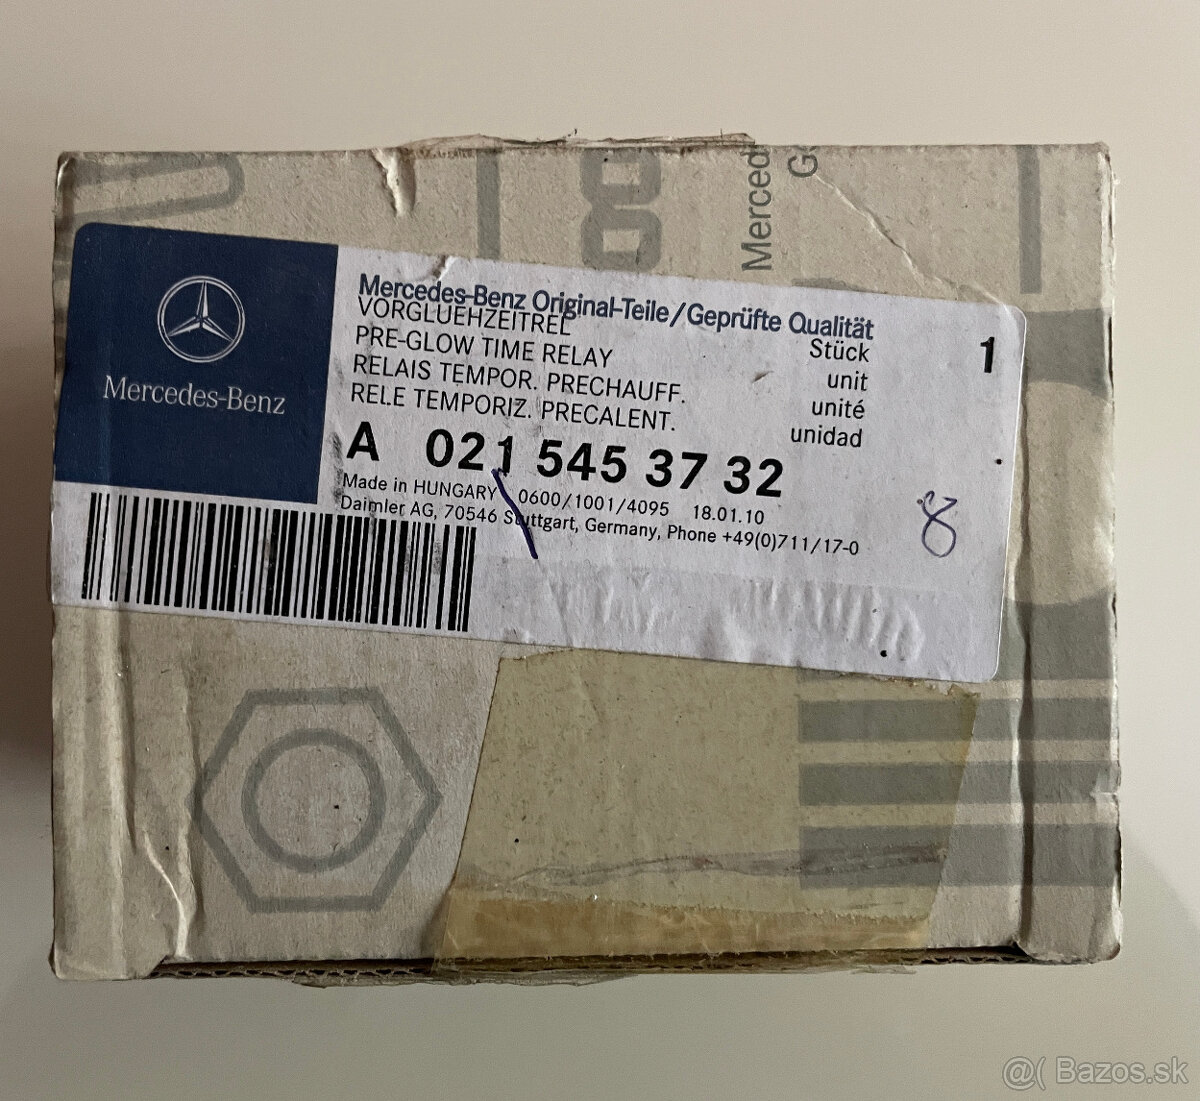 Merced
G
Mercedes-Benz
Mercedes-Benz Original-Teile/Geprüfte Qualität
VORGLUEHZEITREL
PRE-GLOW TIME RELAY
RELAIS TEMPOR. PRECHAUFF.
RELE TEMPORIZ. PRECALENT.
Stück 1
unit
unité
unidad
A 021 545 37 32
Made in HUNGARY 0600/1001/4095 18.01.10
Daimler AG, 70546 Stuttgart, Germany, Phone +49(0)711/17-0
8
@( Bazos.sk